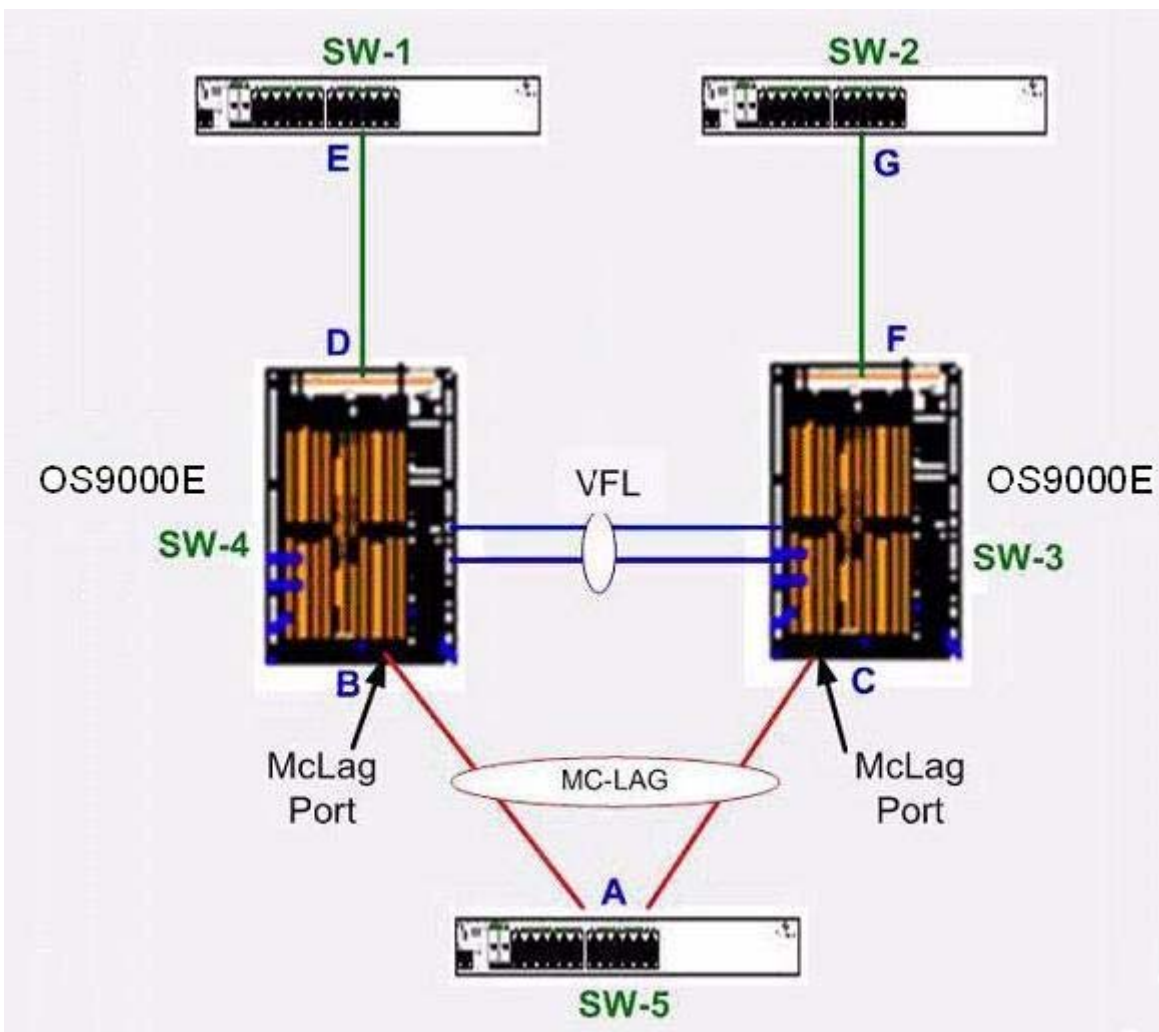 SW-1
SW-2
E
G
D
F
OS9000E
VFL
OS9000E
SW-4
SW-3
B
C
McLag
Port
MC-LAG
McLag
Port
A
SW-5